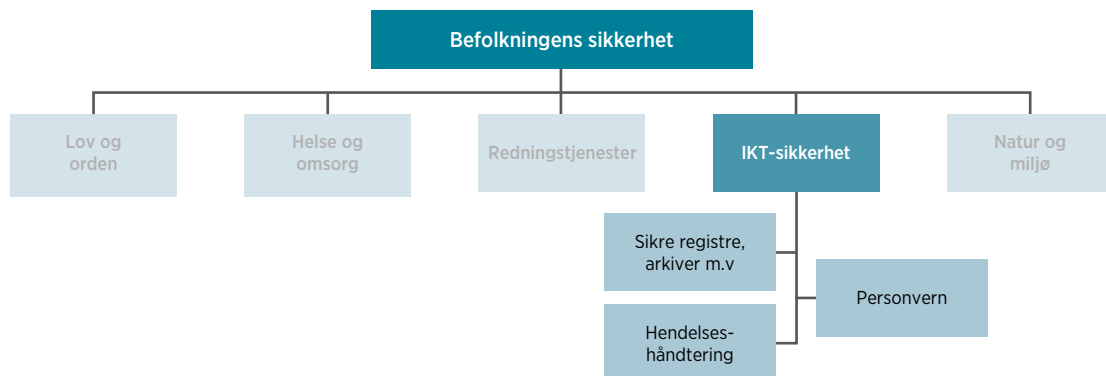 Befolkningens sikkerhet
Lov og
orden
Helse og
omsorg
Redningstjenester
IKT-sikkerhet
Natur og
miljø
Sikre registre,
arkiver m.v
Personvern
Hendelses-
håndtering